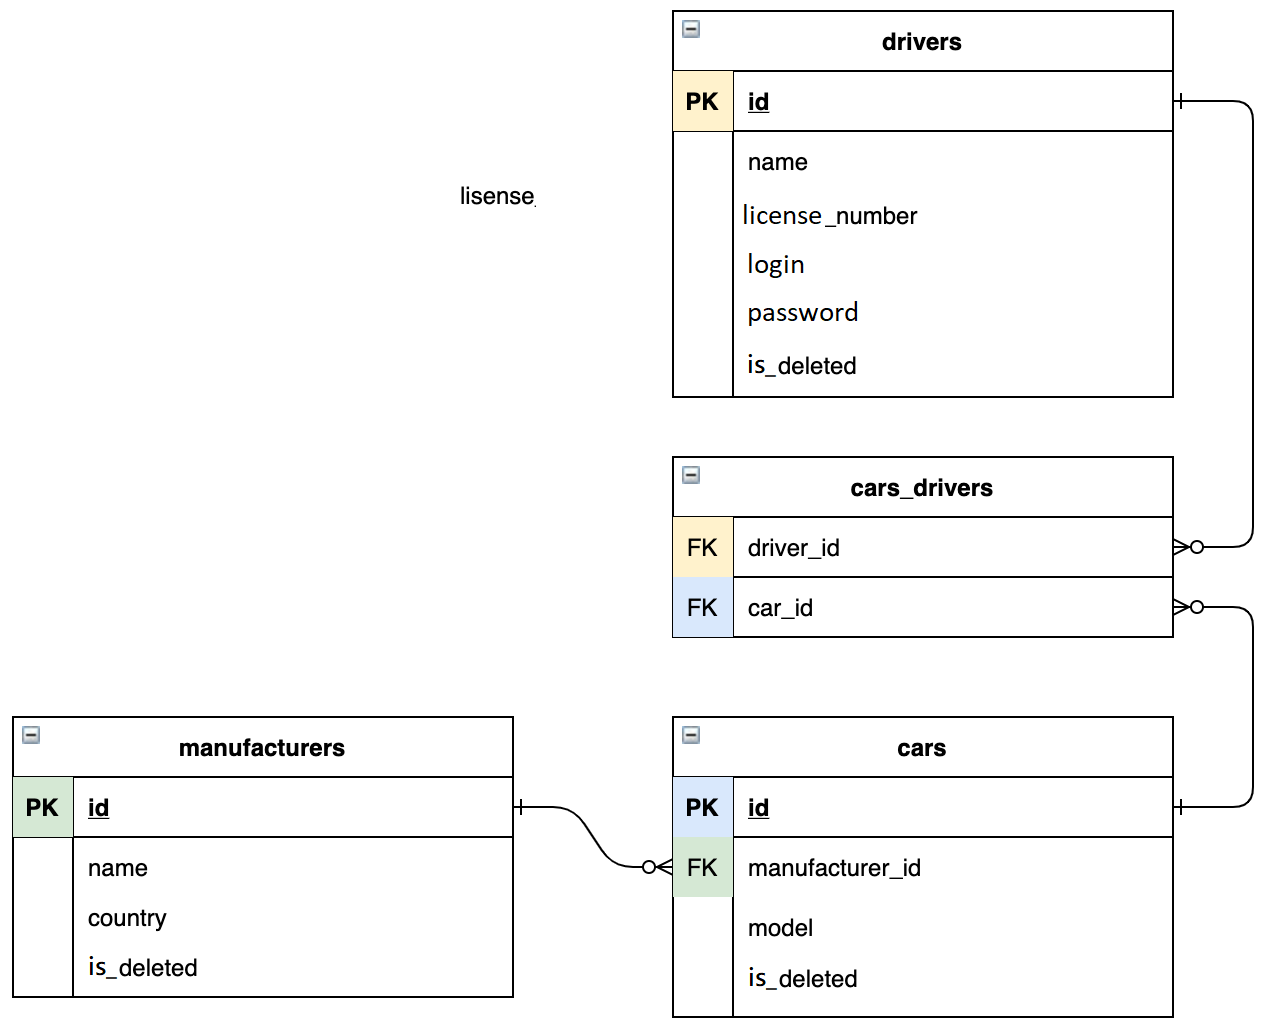 drivers
PK id
name
lisense_
license_number
login
password
is_deleted
cars_drivers
FK driver_id
FK car_id
manufacturers
PK id
name
country
is_deleted
cars
PK id
FK manufacturer_id
model
is_deleted